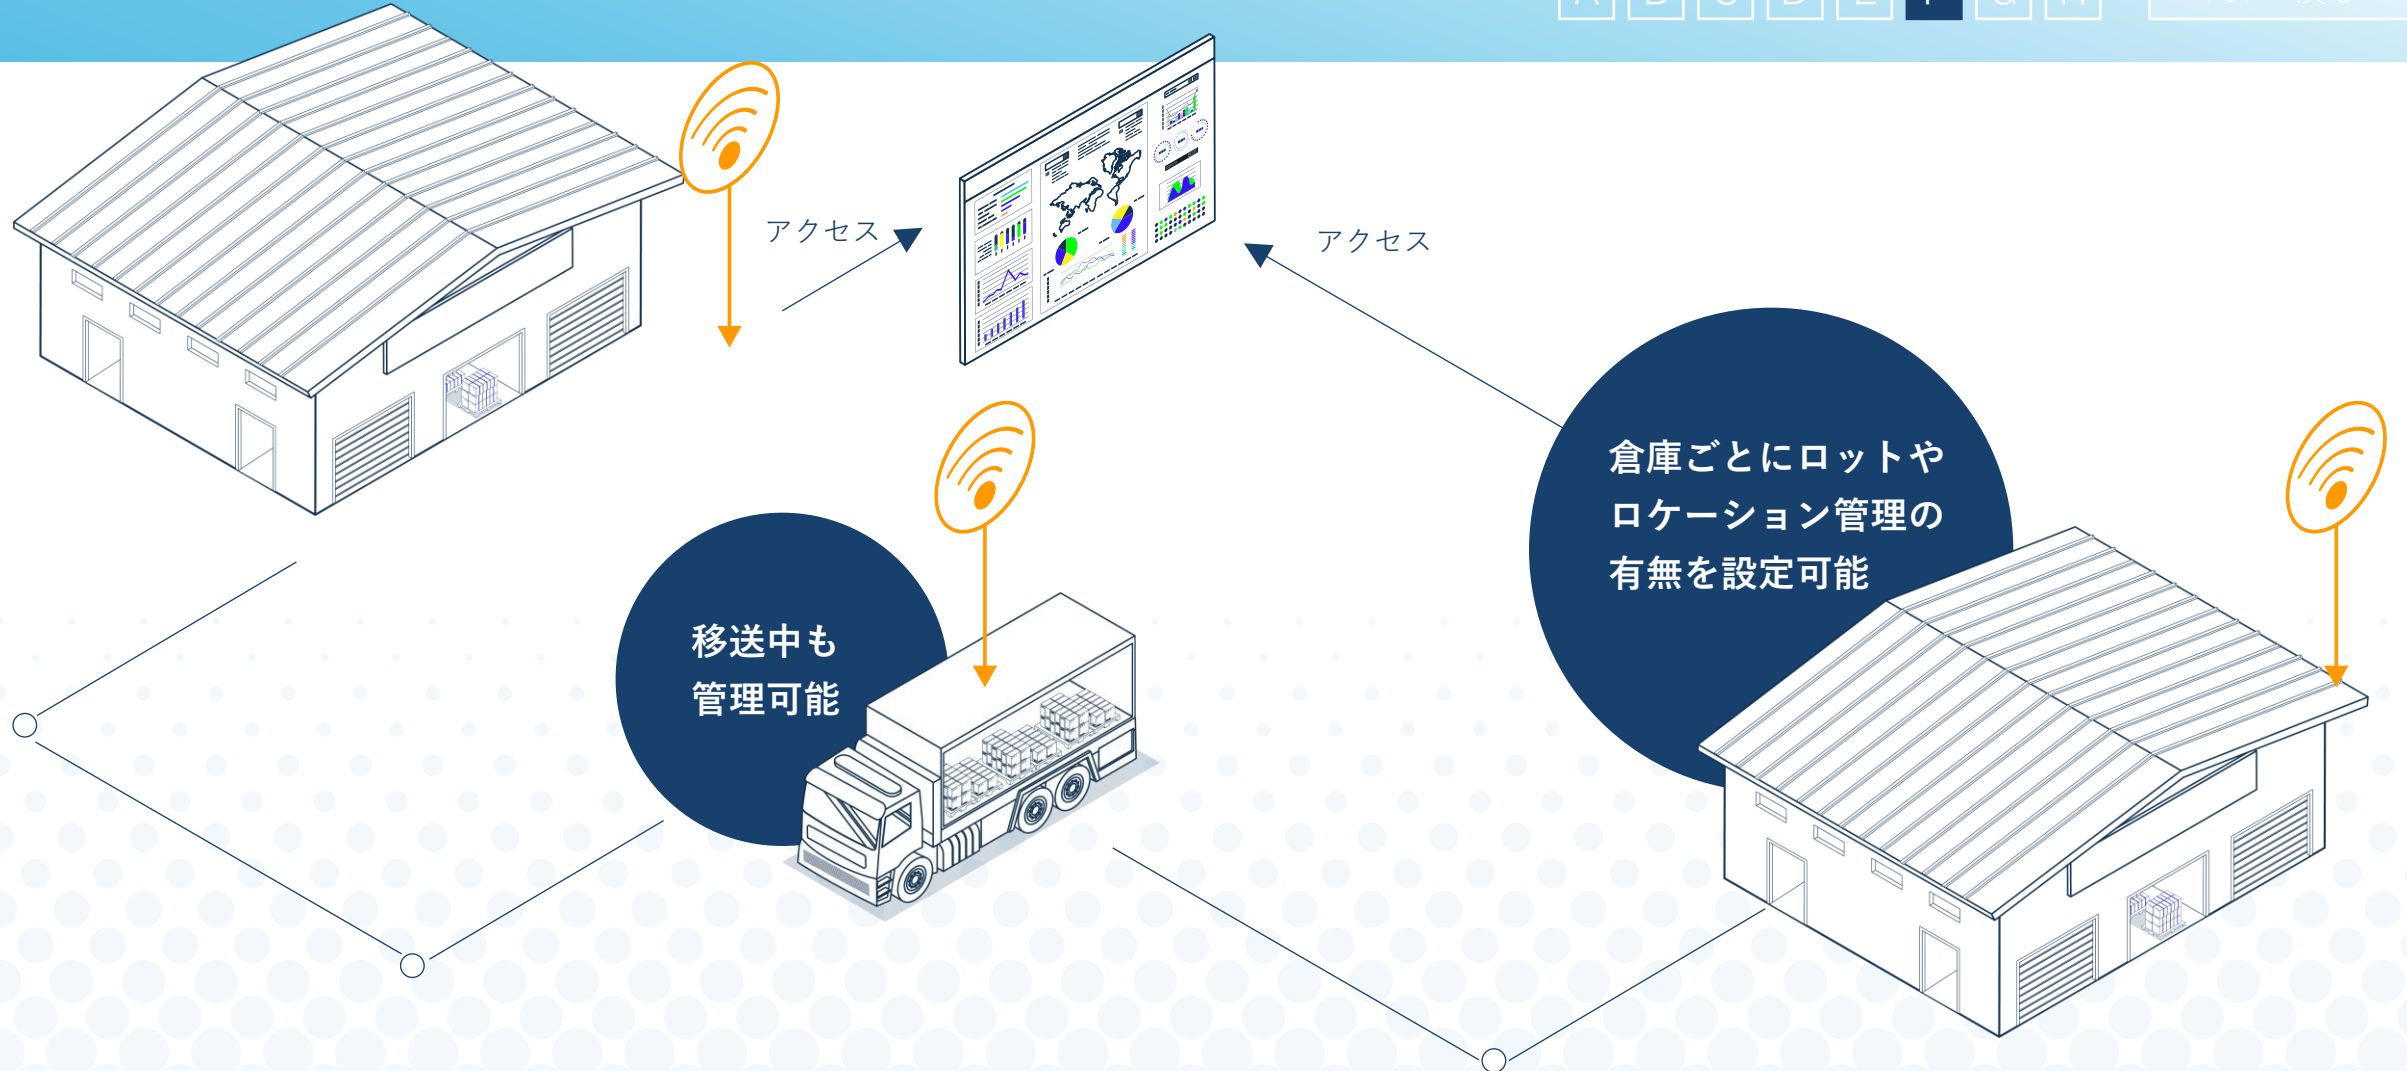 A B C D E F G H
アクセス
アクセス
倉庫ごとにロットや
ロケーション管理の
有無を設定可能
移送中も
管理可能